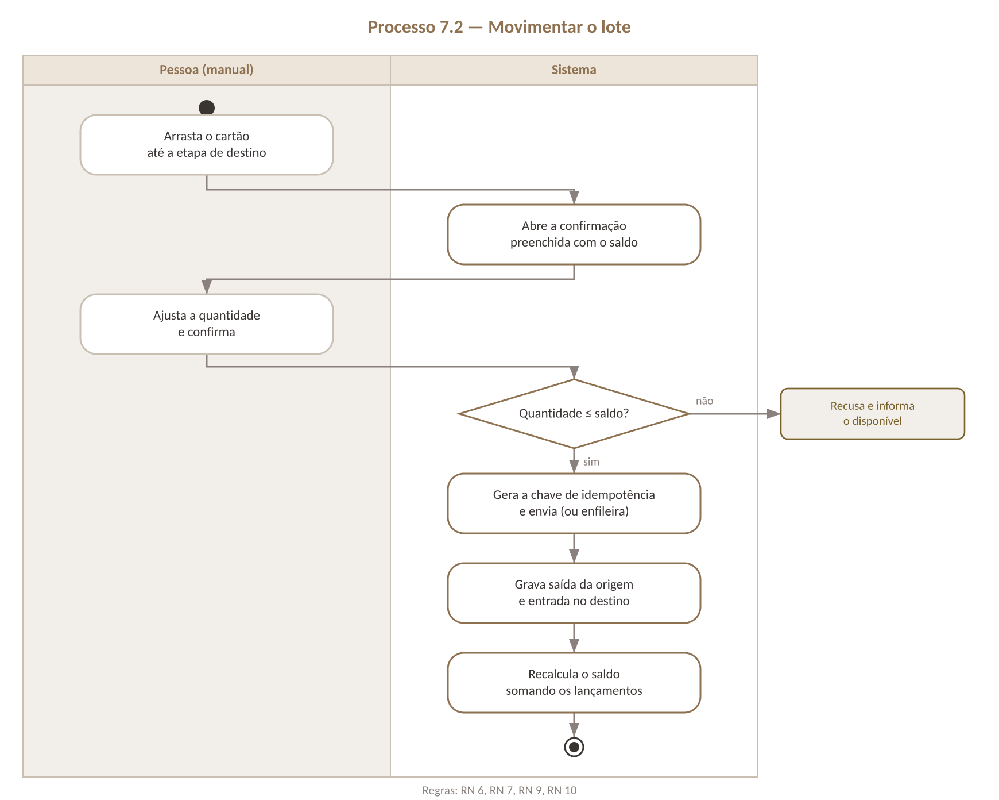 Processo 7.2 — Movimentar o lote
Pessoa (manual)
Sistema
Arrasta o cartão
até a etapa de destino
Abre a confirmação
preenchida com o saldo
Ajusta a quantidade
e confirma
Quantidade ≤ saldo?
não
Recusa e informa
o disponível
sim
Gera a chave de idempotência
e envia (ou enfileira)
Grava saída da origem
e entrada no destino
Recalcula o saldo
somando os lançamentos
Regras: RN 6, RN 7, RN 9, RN 10